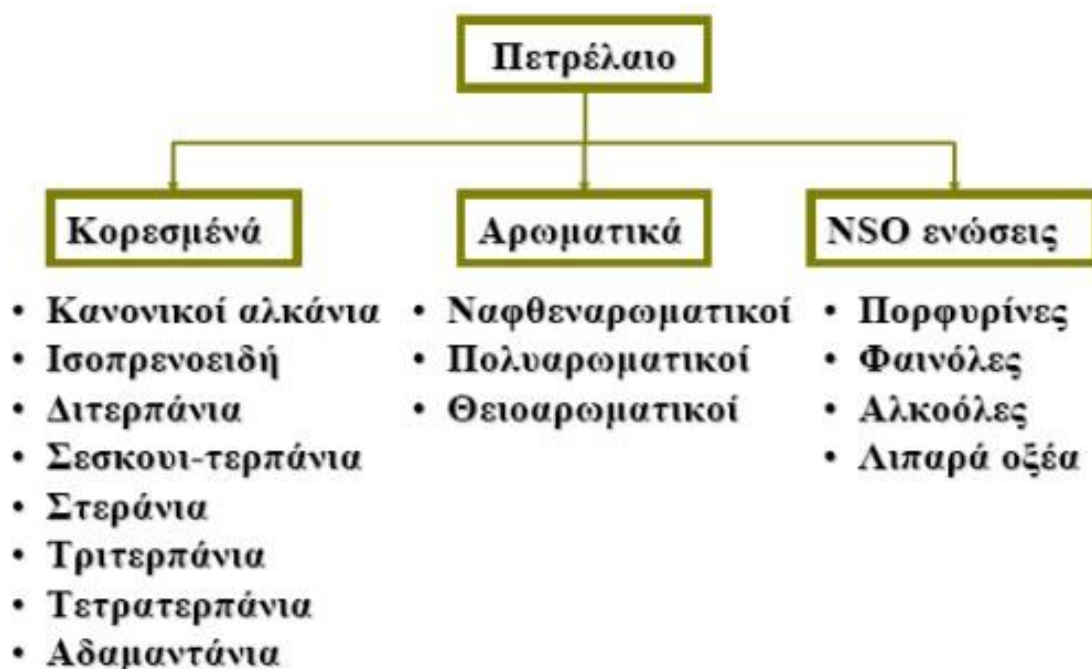 Πετρέλαιο
Κορεσμένά
Αρωματικά
NSO ενώσεις
• Κανονικοί αλκάνια
• Ισοπρενοειδή
• Διτερπάνια
• Σεσκουι-τερπάνια
• Στεράνια
• Τριτερπάνια
• Τετρατερπάνια
• Αδαμαντάνια
• Ναφθεναρωματικοί
• Πολυαρωματικοί
• Θειοαρωματικοί
• Πορφυρίνες
• Φαινόλες
• Αλκοόλες
• Λιπαρά οξέα